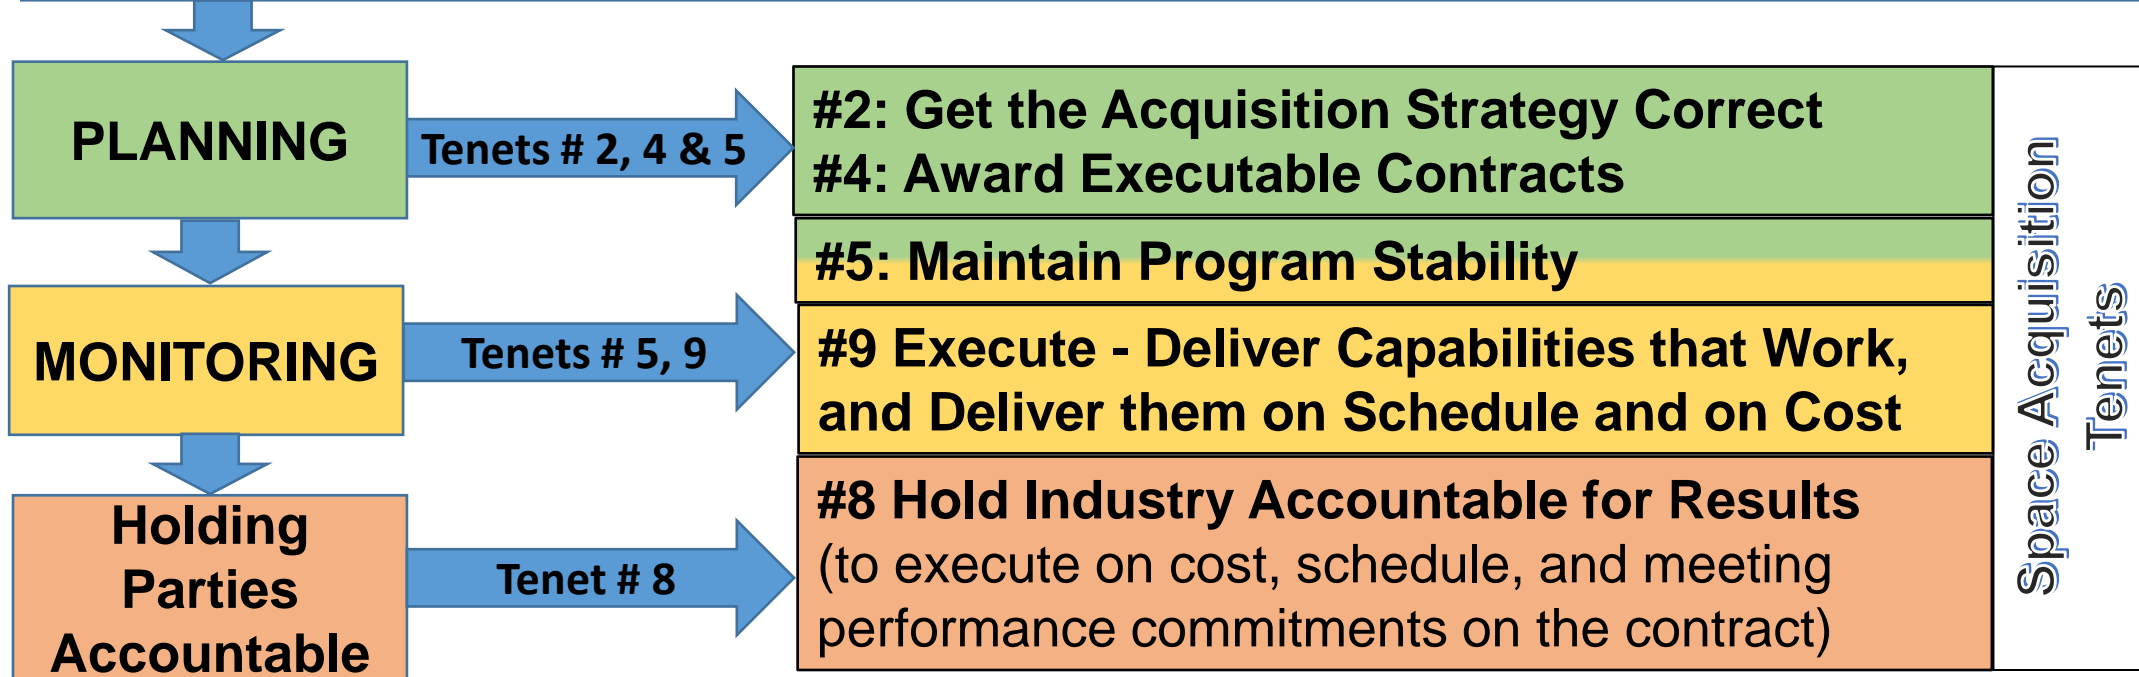 PLANNING
Tenets # 2, 4 & 5
#2: Get the Acquisition Strategy Correct
#4: Award Executable Contracts
#5: Maintain Program Stability
MONITORING
Tenets # 5, 9
#9 Execute - Deliver Capabilities that Work,
and Deliver them on Schedule and on Cost
Holding
Parties
Accountable
Tenet # 8
#8 Hold Industry Accountable for Results
(to execute on cost, schedule, and meeting
performance commitments on the contract)
Space Acquisition
Tenets